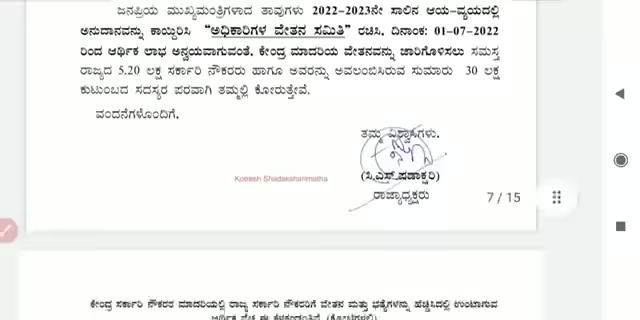 ಜನಪ್ರಿಯ ಮುಖ್ಯಮಂತ್ರಿಗಳಾದ ತಾವುಗಳು 2022-2023ನೇ ಸಾಲಿನ ಆಯ-ವ್ಯಯದಲ್ಲಿ
ಅನುದಾನವನ್ನು ಕಾಯ್ದಿರಿಸಿ "ಅಧಿಕಾರಿಗಳ ವೇತನ ಸಮಿತಿ" ರಚಿಸಿ, ದಿನಾಂಕ: 01-07-2022
ರಿಂದ ಆರ್ಥಿಕ ಲಾಭ ಅನ್ವಯವಾಗುವಂತೆ, ಕೇಂದ್ರ ಮಾದರಿಯ ವೇತನವನ್ನು ಜಾರಿಗೊಳಿಸಲು ಸಮಸ್ತ
ರಾಜ್ಯದ 5.20 ಲಕ್ಷ ಸರ್ಕಾರಿ ನೌಕರರು ಹಾಗೂ ಅವರನ್ನು ಅವಲಂಬಿಸಿರುವ ಸುಮಾರು 30 ಲಕ್ಷ
ಕುಟುಂಬದ ಸದಸ್ಯರ ಪರವಾಗಿ ತಮ್ಮಲ್ಲಿ ಕೋರುತ್ತೇವೆ.
ವಂದನೆಗಳೊಂದಿಗೆ,
ತಮ್ಮ ವಿಶ್ವಾಸಿಗಳು,
(ಸಿ.ಎಸ್.ಷಡಾಕ್ಷರಿ)
ರಾಜ್ಯಾಧ್ಯಕ್ಷರು
7 / 15
ಕೇಂದ್ರ ಸರ್ಕಾರಿ ನೌಕರರ ಮಾದರಿಯಲ್ಲಿ ರಾಜ್ಯ ಸರ್ಕಾರಿ ನೌಕರರಿಗೆ ವೇತನ ಮತ್ತು ಭತ್ಯೆಗಳನ್ನು ಹೆಚ್ಚಿಸಿದಲ್ಲಿ ಉಂಟಾಗುವ